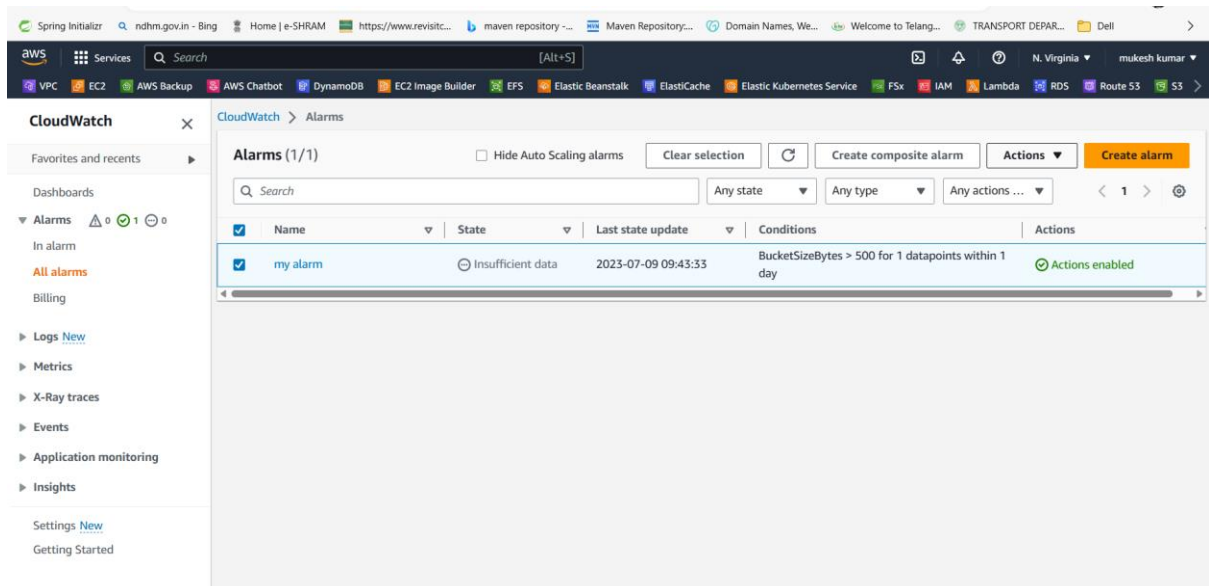 Spring Initializr ndhm.gov.in - Bing Home | e-SHRAM https://www.revisitc... maven repository -... MVN Maven Repository:... Domain Names, We... Welcome to Telang... TRANSPORT DEPAR... Dell
aws Services Search [Alt+S] N. Virginia mukesh kumar
VPC EC2 AWS Backup AWS Chatbot DynamoDB EC2 Image Builder EFS Elastic Beanstalk ElastiCache Elastic Kubernetes Service FSx IAM Lambda RDS Route 53 S3
CloudWatch
Favorites and recents
Dashboards
Alarms 0 1 0
In alarm
All alarms
Billing
Logs New
Metrics
X-Ray traces
Events
Application monitoring
Insights
Settings New
Getting Started
CloudWatch > Alarms
Alarms (1/1) Hide Auto Scaling alarms Clear selection Create composite alarm Actions Create alarm
Search Any state Any type Any actions ... 1
Name State Last state update Conditions Actions
my alarm Insufficient data 2023-07-09 09:43:33 BucketSizeBytes > 500 for 1 datapoints within 1 Actions enabled
day